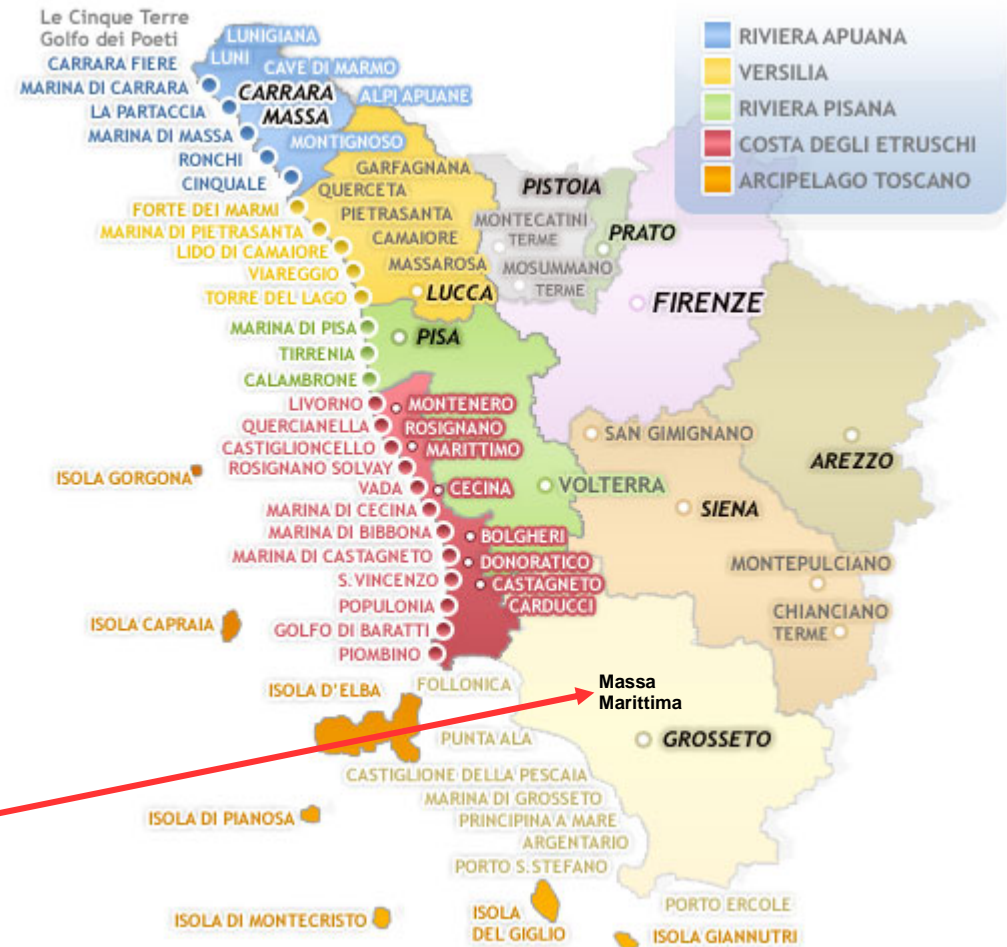 Le Cinque Terre
Golfo dei Poeti
CARRARA FIERE
MARINA DI CARRARA
LA PARTACCIA
MARINA DI MASSA
RONCHI
CINQUALE
FORTE DEI MARMI
MARINA DI PIETRASANTA
LIDO DI CAMAIORE
VIAREGGIO
TORRE DEL LAGO
MARINA DI PISA
TIRRENIA
CALAMBRONE
LIVORNO
QUERCIANELLA
CASTIGLIONCELLO
ROSIGNANO SOLVAY
VADA
MARINA DI CECINA
MARINA DI BIBBONA
MARINA DI CASTAGNETO
S.VINCENZO
POPULONIA
GOLFO DI BARATTI
PIOMBINO
LUNIGIANA
LUNI
CAVE DI MARMO
CARRARA
MASSA
ALPI APUANE
MONTIGNOSO
GARFAGNANA
QUERCETA
PIETRASANTA
CAMAIORE
MASSAROSA
LUCCA
PISTOIA
MONTECATINI
TERME
PRATO
MOSUMMANO
TERME
FIRENZE
PISA
MONTENERO
ROSIGNANO
MARITTIMO
CECINA
VOLTERRA
BOLGHERI
DONORATICO
CASTAGNETO
CARDUCCI
SAN GIMIGNANO
SIENA
AREZZO
MONTEPULCIANO
CHIANCIANO
TERME
Massa
Marittima
GROSSETO
FOLLONICA
PUNTA ALA
CASTIGLIONE DELLA PESCAIA
MARINA DI GROSSETO
PRINCIPINA A MARE
ARGENTARIO
PORTO S.STEFANO
PORTO ERCOLE
ISOLA GORGONA
ISOLA CAPRAIA
ISOLA D'ELBA
ISOLA DI PIANOSA
ISOLA DI MONTECRISTO
ISOLA
DEL GIGLIO
ISOLA GIANNUTRI
RIVIERA APUANA
VERSILIA
RIVIERA PISANA
COSTA DEGLI ETRUSCHI
ARCIPELAGO TOSCANO